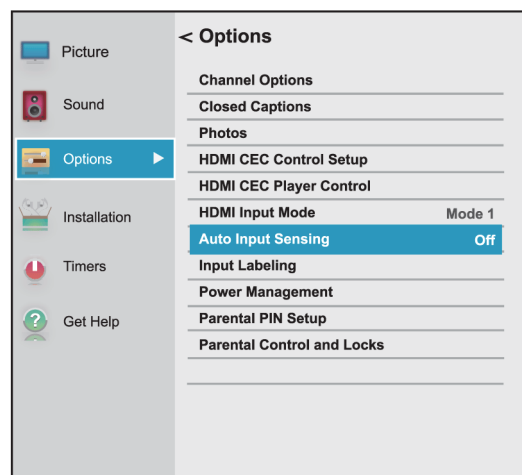 Picture
Sound
Options
Installation
Timers
Get Help
< Options
Channel Options
Closed Captions
Photos
HDMI CEC Control Setup
HDMI CEC Player Control
HDMI Input Mode Mode 1
Auto Input Sensing Off
Input Labeling
Power Management
Parental PIN Setup
Parental Control and Locks